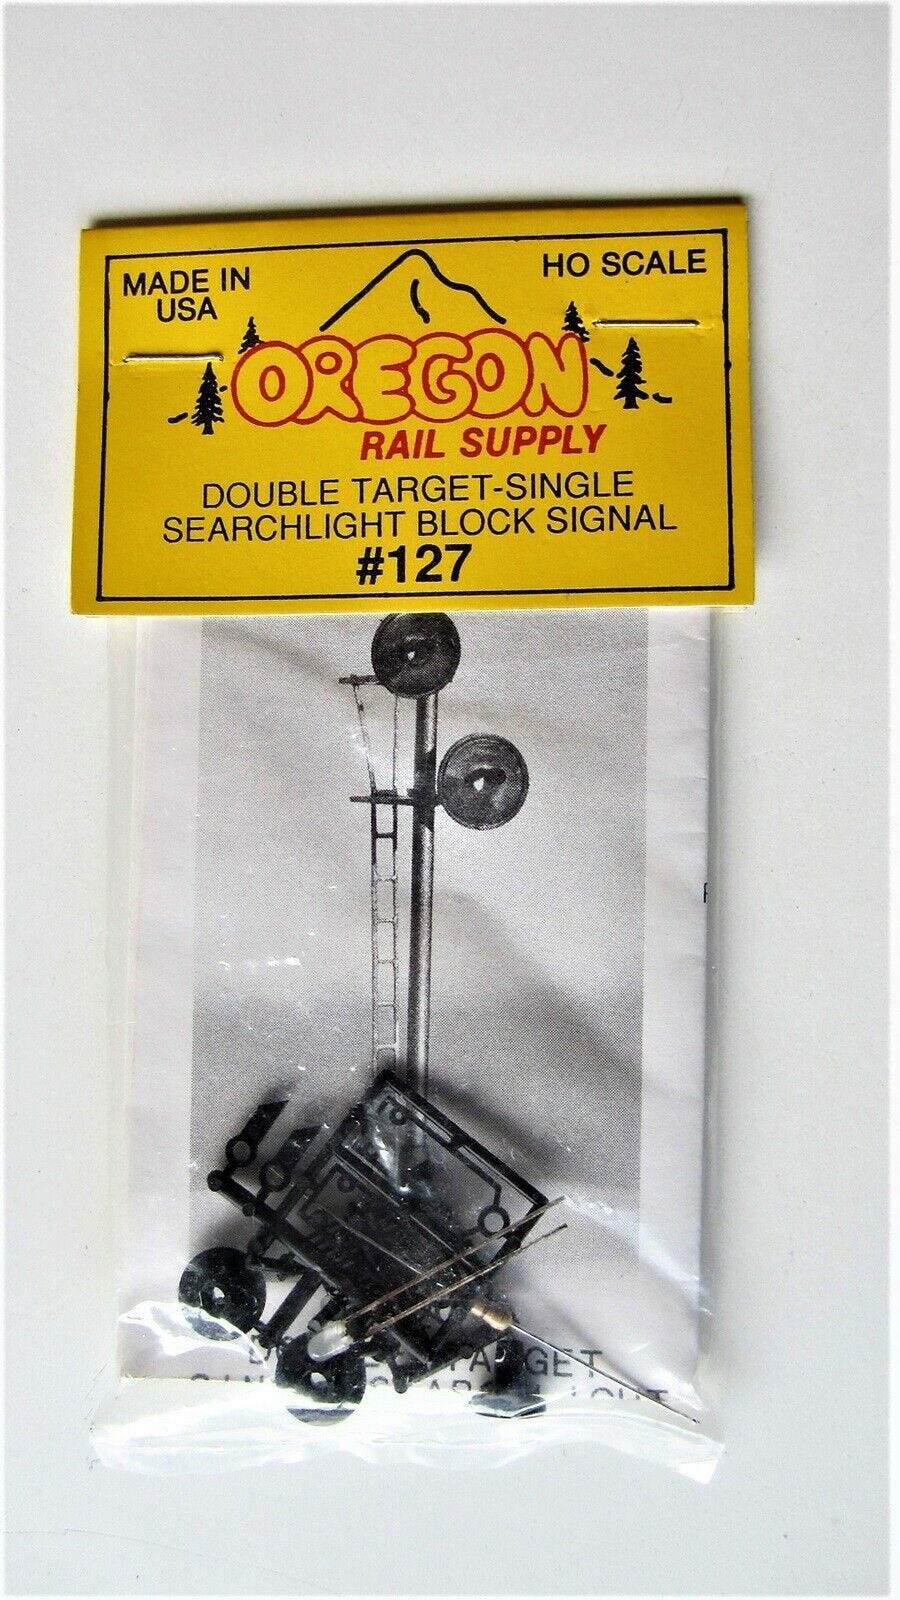 MADE IN
USA
HO SCALE
OREGON
RAIL SUPPLY
DOUBLE TARGET-SINGLE
SEARCHLIGHT BLOCK SIGNAL
#127